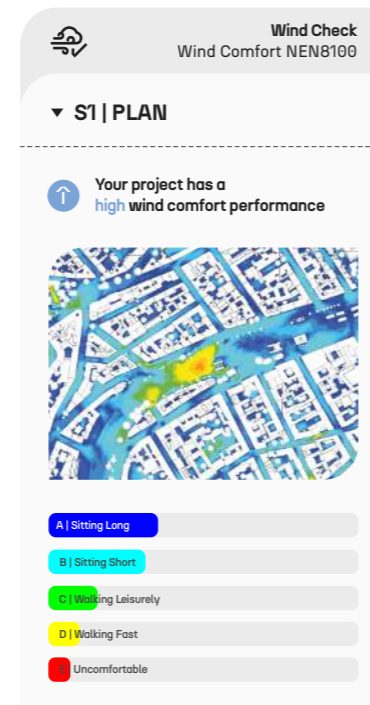 Wind Check
Wind Comfort NEN8100
▼ S1 | PLAN
Your project has a
high wind comfort performance
A | Sitting Long
B | Sitting Short
C | Walking Leisurely
D | Walking Fast
E | Uncomfortable